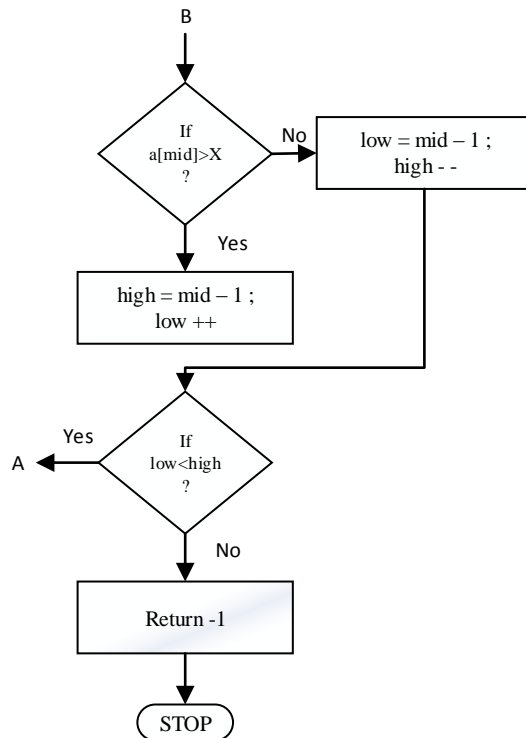 B
If
a[mid]>X
?
No
low = mid – 1 ;
high - -
Yes
high = mid – 1 ;
low ++
Yes
A
If
low<high
?
No
Return -1
STOP